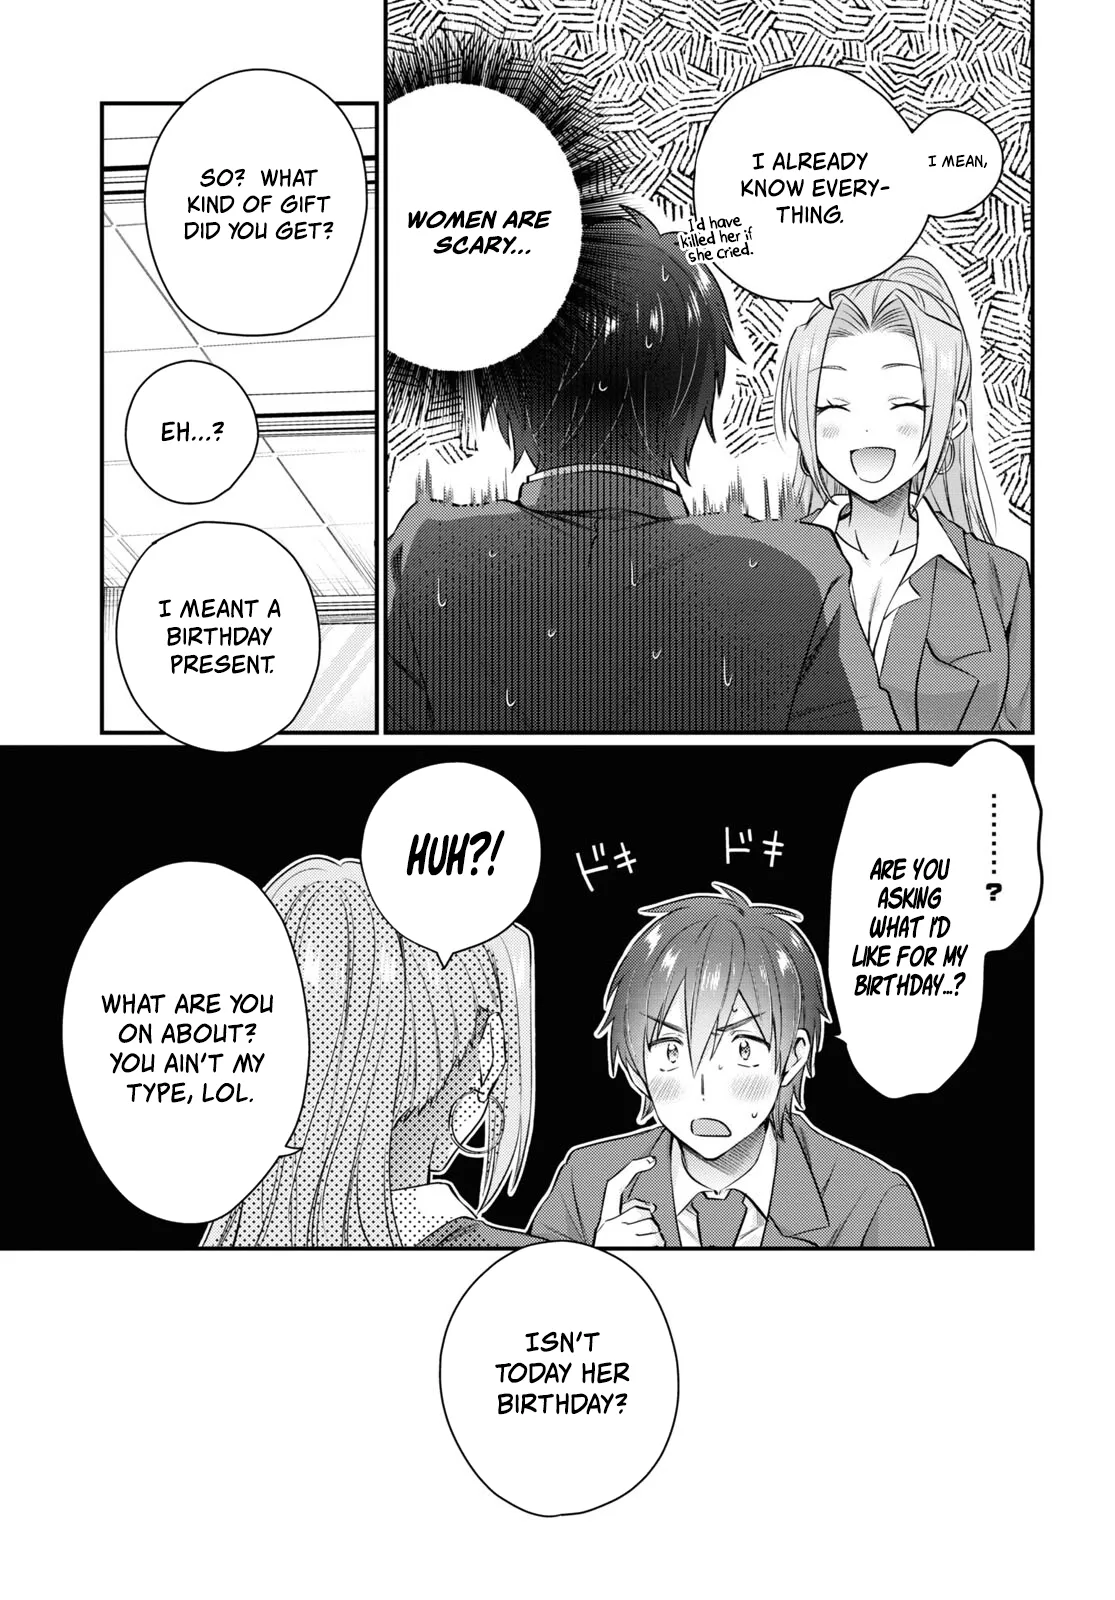 I MEAN,
I ALREADY
KNOW EVERY-
THING.
I'd have
killed her if
she cried.
WOMEN ARE
SCARY...
SO? WHAT
KIND OF GIFT
DID YOU GET?
EH...?
I MEANT A
BIRTHDAY
PRESENT.
.........?
ARE YOU
ASKING
WHAT I'D
LIKE FOR MY
BIRTHDAY...?
ドキ
ドキ
HUH?!
WHAT ARE YOU
ON ABOUT?
YOU AIN'T MY
TYPE, LOL.
ISN'T
TODAY HER
BIRTHDAY?